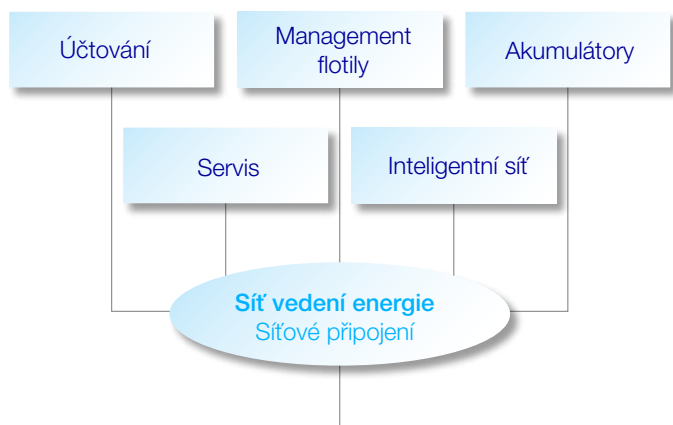 Účtování
Management
flotily
Akumulátory
Servis
Inteligentní síť
Síť vedení energie
Síťové připojení